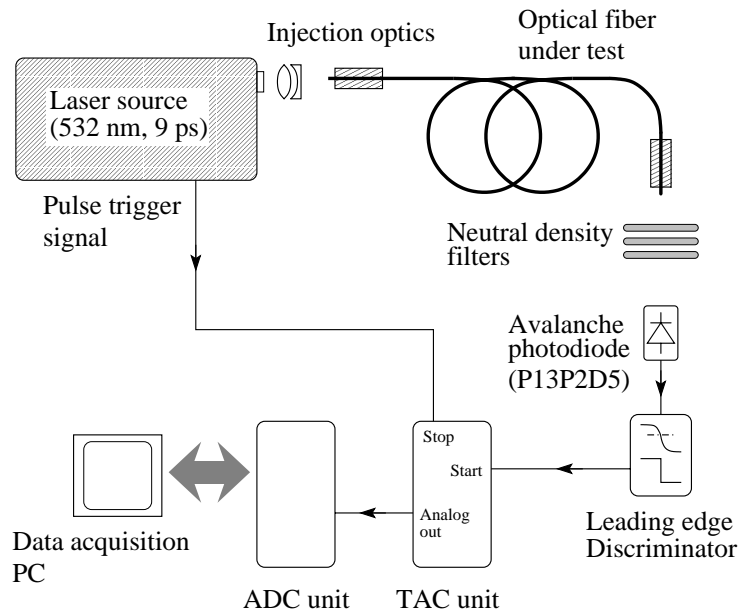 Injection optics
Optical fiber
under test
Laser source
(532 nm, 9 ps)
Pulse trigger
signal
Neutral density
filters
Avalanche
photodiode
(P13P2D5)
Stop
Start
Analog
out
Leading edge
Discriminator
Data acquisition
PC
ADC unit
TAC unit